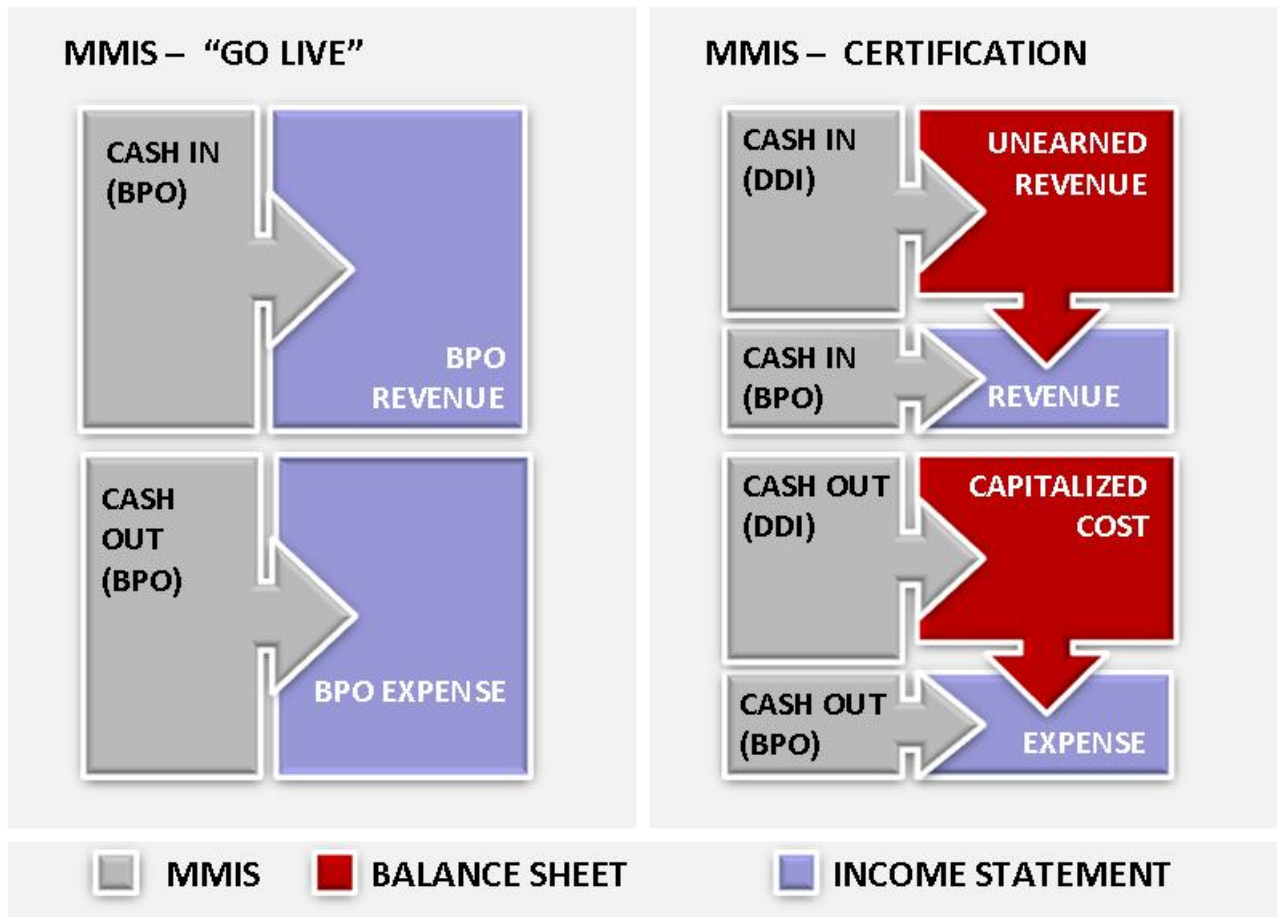 MMIS – “GO LIVE”
CASH IN
(BPO)
BPO
REVENUE
CASH
OUT
(BPO)
BPO EXPENSE
MMIS – CERTIFICATION
CASH IN
(DDI)
UNEARNED
REVENUE
CASH IN
(BPO)
REVENUE
CASH OUT
(DDI)
CAPITALIZED
COST
CASH OUT
(BPO)
EXPENSE
MMIS
BALANCE SHEET
INCOME STATEMENT